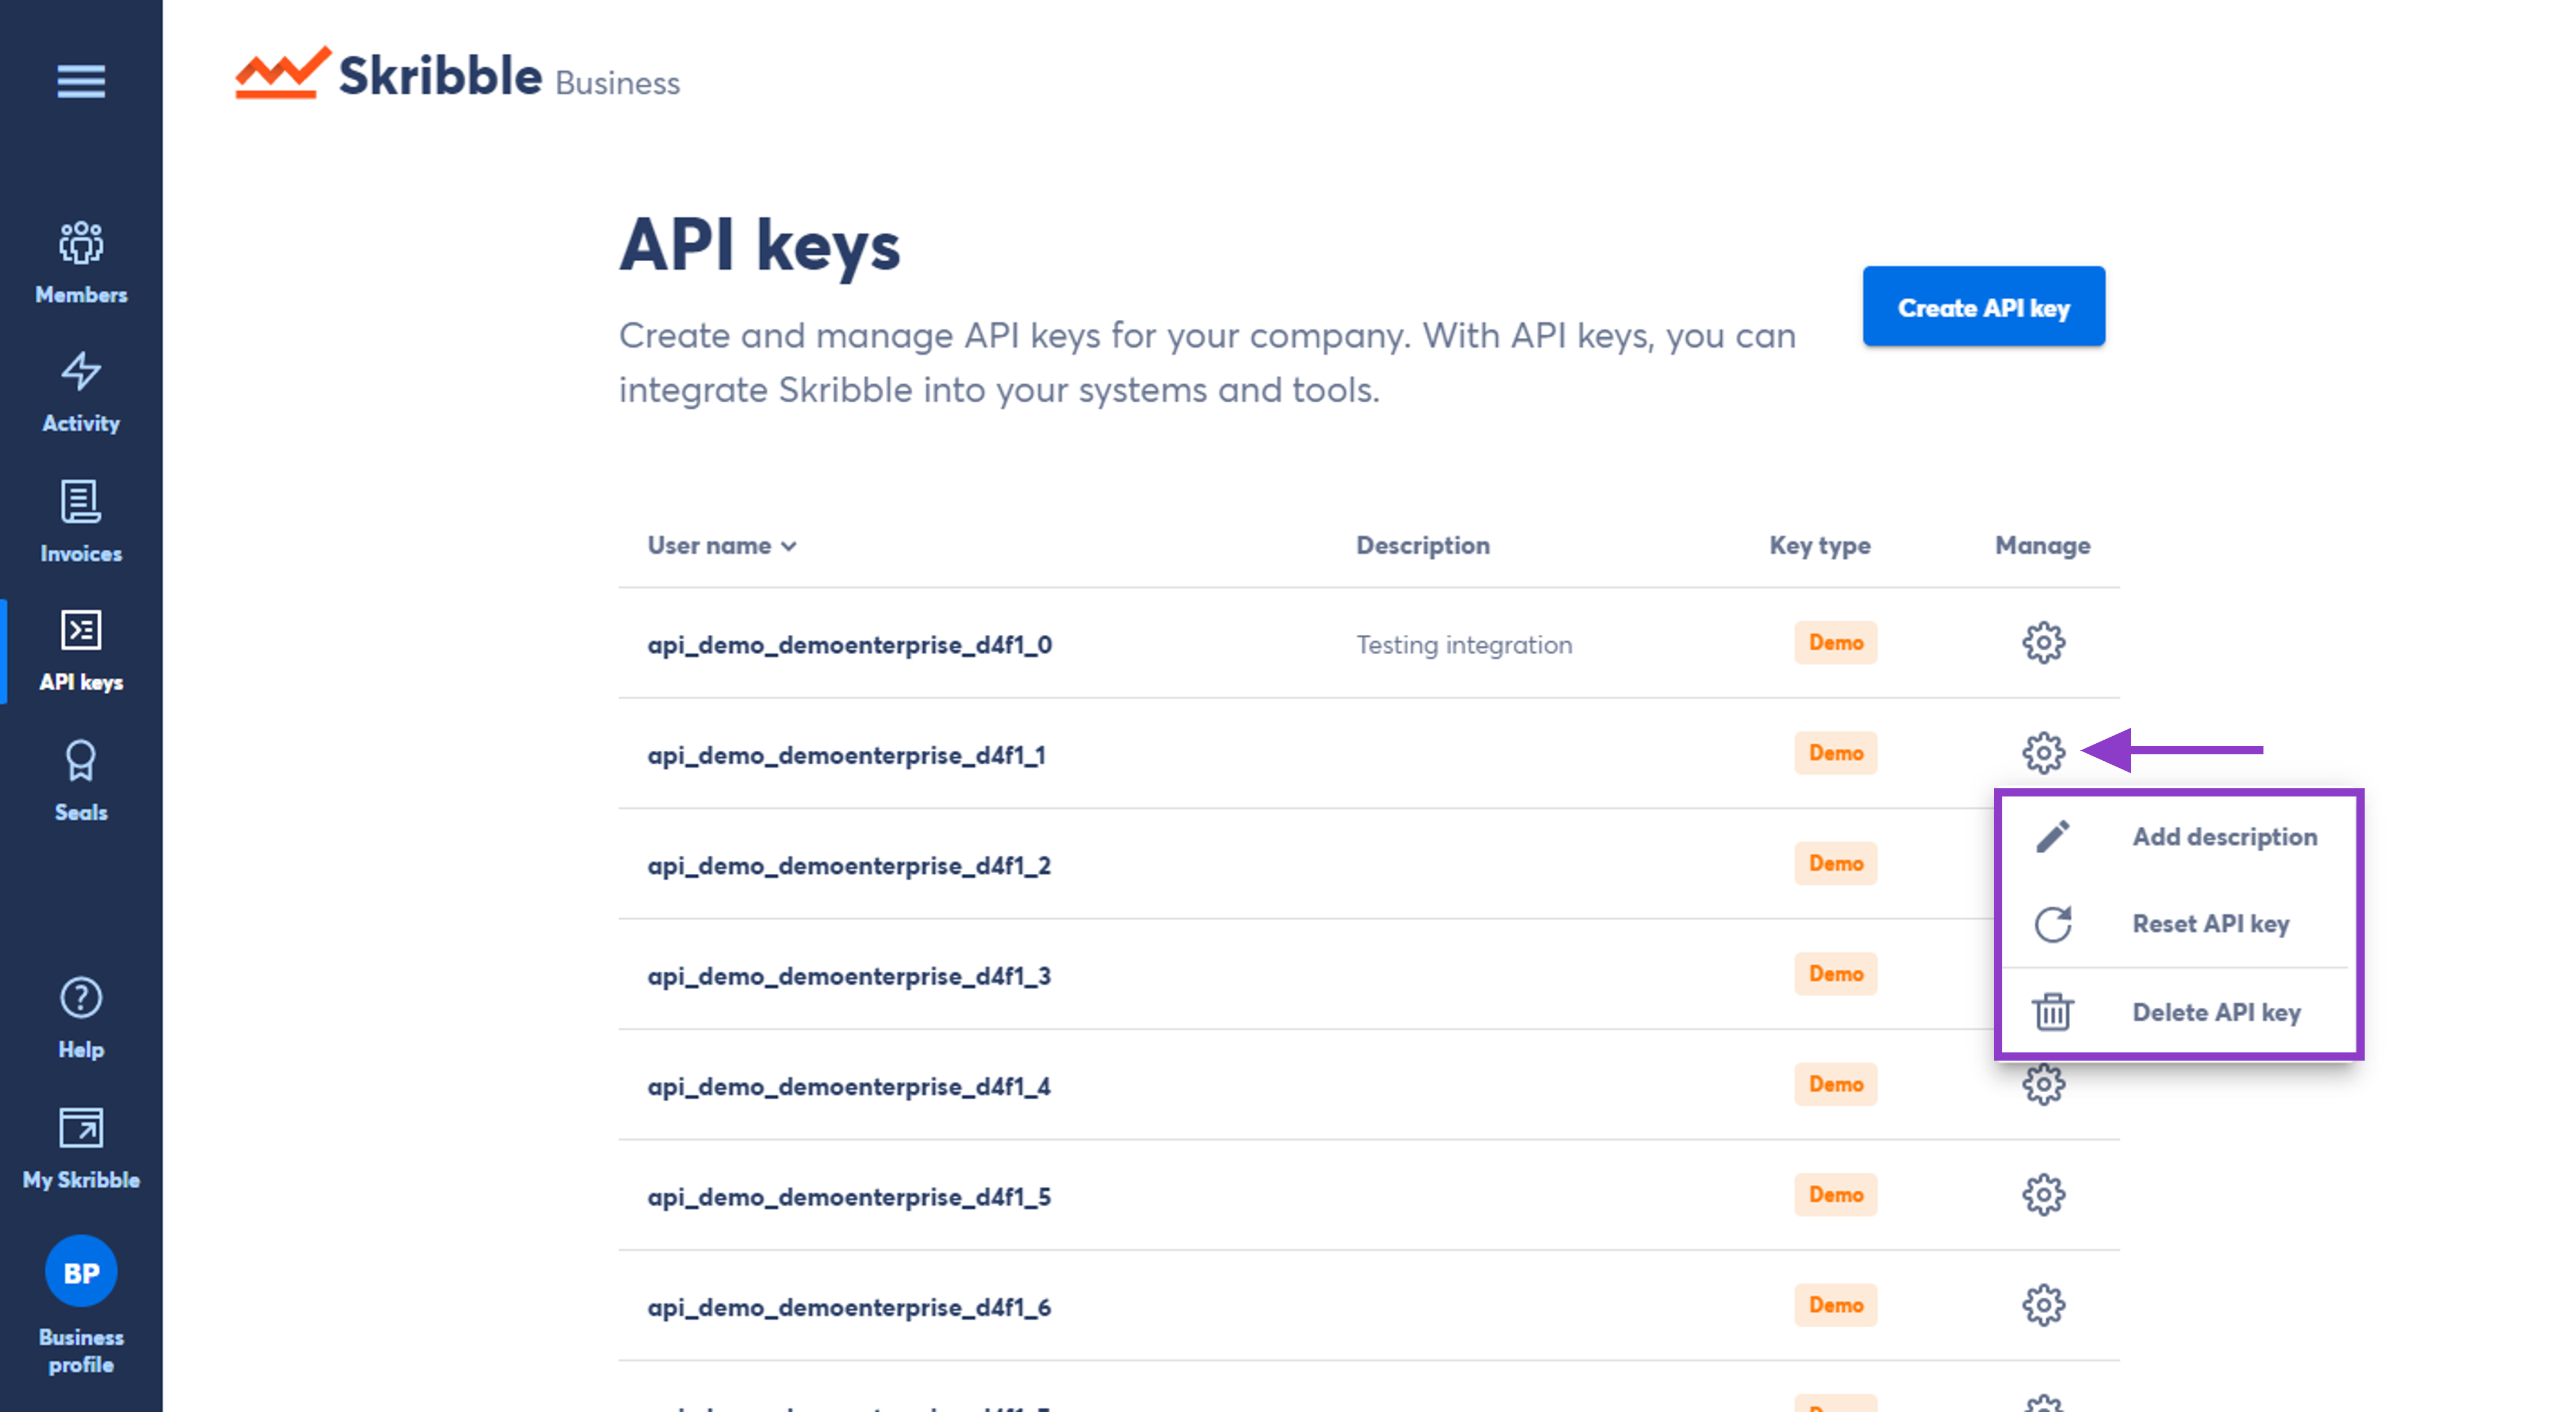 Skribble Business
Members
Activity
Invoices
API keys
Seals
Help
My Skribble
BP
Business
profile
API keys
Create and manage API keys for your company. With API keys, you can
integrate Skribble into your systems and tools.
Create API key
User name Description Key type Manage
api_demo_demoenterprise_d4f1_0 Testing integration Demo
api_demo_demoenterprise_d4f1_1 Demo
api_demo_demoenterprise_d4f1_2 Demo
api_demo_demoenterprise_d4f1_3 Demo
api_demo_demoenterprise_d4f1_4 Demo
api_demo_demoenterprise_d4f1_5 Demo
api_demo_demoenterprise_d4f1_6 Demo
Add description
Reset API key
Delete API key